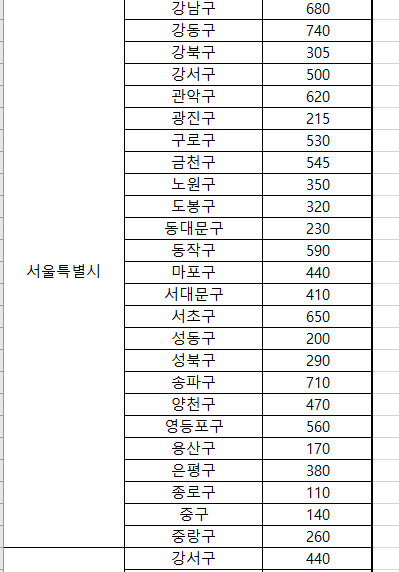 강남구 680
강동구 740
강북구 305
강서구 500
관악구 620
광진구 215
구로구 530
금천구 545
노원구 350
도봉구 320
동대문구 230
동작구 590
서울특별시
마포구 440
서대문구 410
서초구 650
성동구 200
성북구 290
송파구 710
양천구 470
영등포구 560
용산구 170
은평구 380
종로구 110
중구 140
중랑구 260
강서구 440